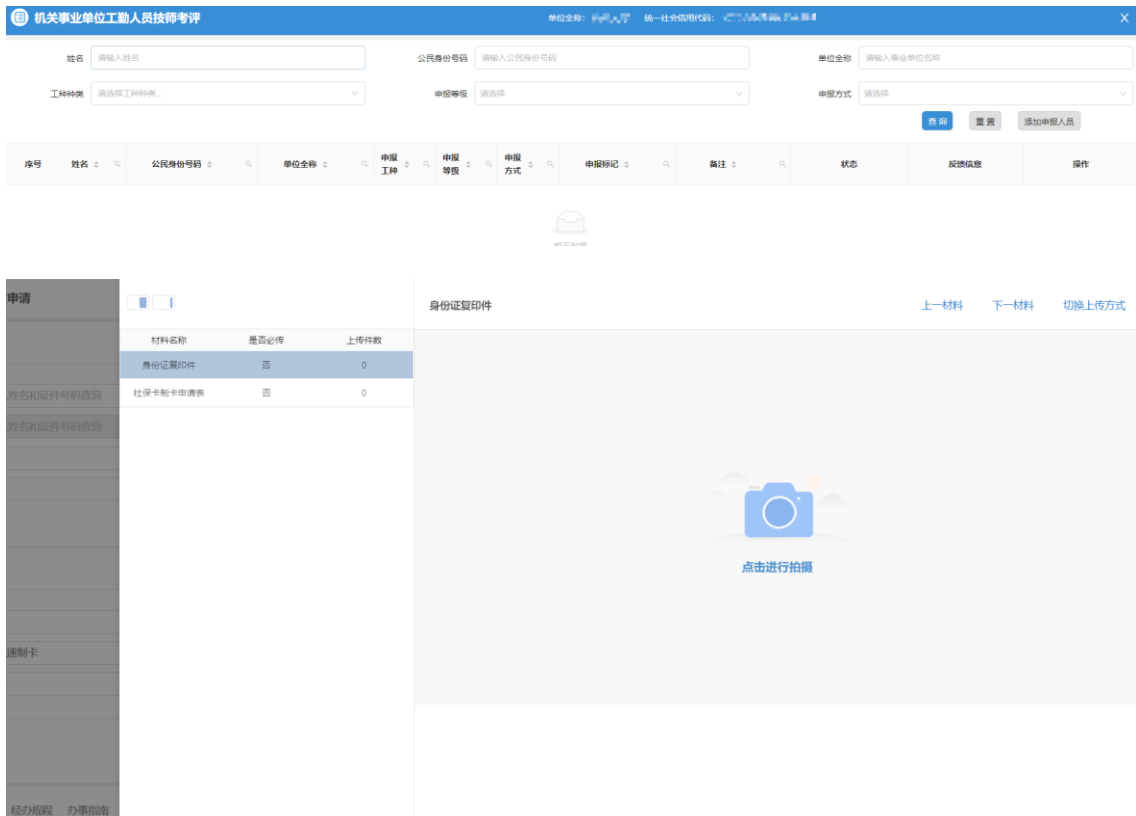 机关事业单位工勤人员技师考评 单位全称： 统一社会信用代码： X
姓名 请输入姓名 公民身份号码 请输入公民身份号码 单位全称 请输入事业单位名称
工种种类 请选择工种种类... 申报等级 请选择 申报方式 请选择
查询 重置 添加申报人员
序号 姓名 公民身份号码 单位全称 申报工种 申报等级 申报方式 申报标记 备注 状态 反馈信息 操作
申请
身份证复印件 上一材料 下一材料 切换上传方式
材料名称 是否必传 上传件数
身份证复印件 否 0
社保卡制卡申请表 否 0
姓名和证件号码查询
姓名和证件号码查询
点击进行拍摄
速制卡
经办规程 办事指南